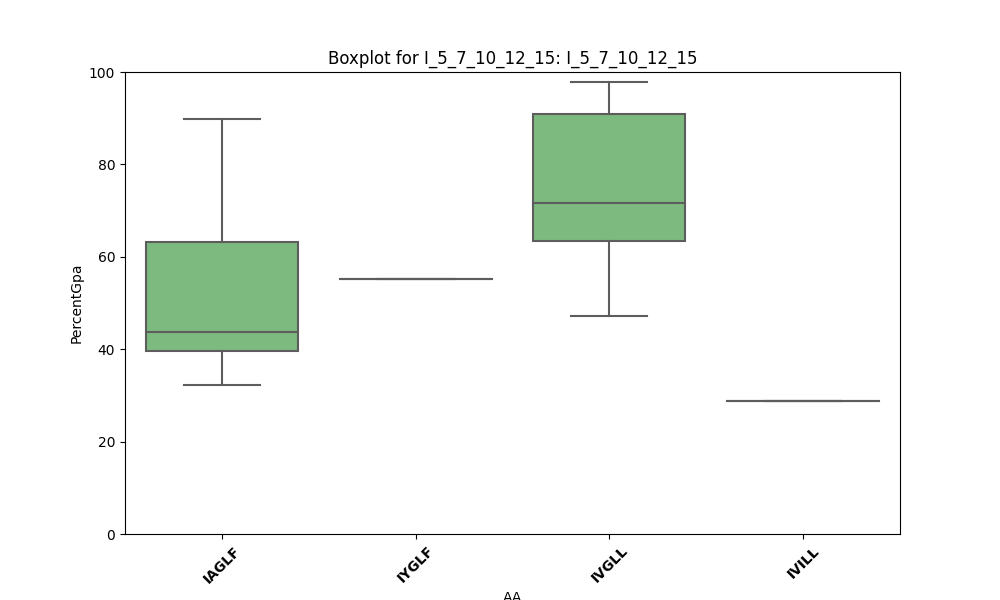 Boxplot for I_5_7_10_12_15: I_5_7_10_12_15
100
80
60
40
20
0
PercentGpa
IAGLF
IYGLF
IVGLL
IVILL
AA